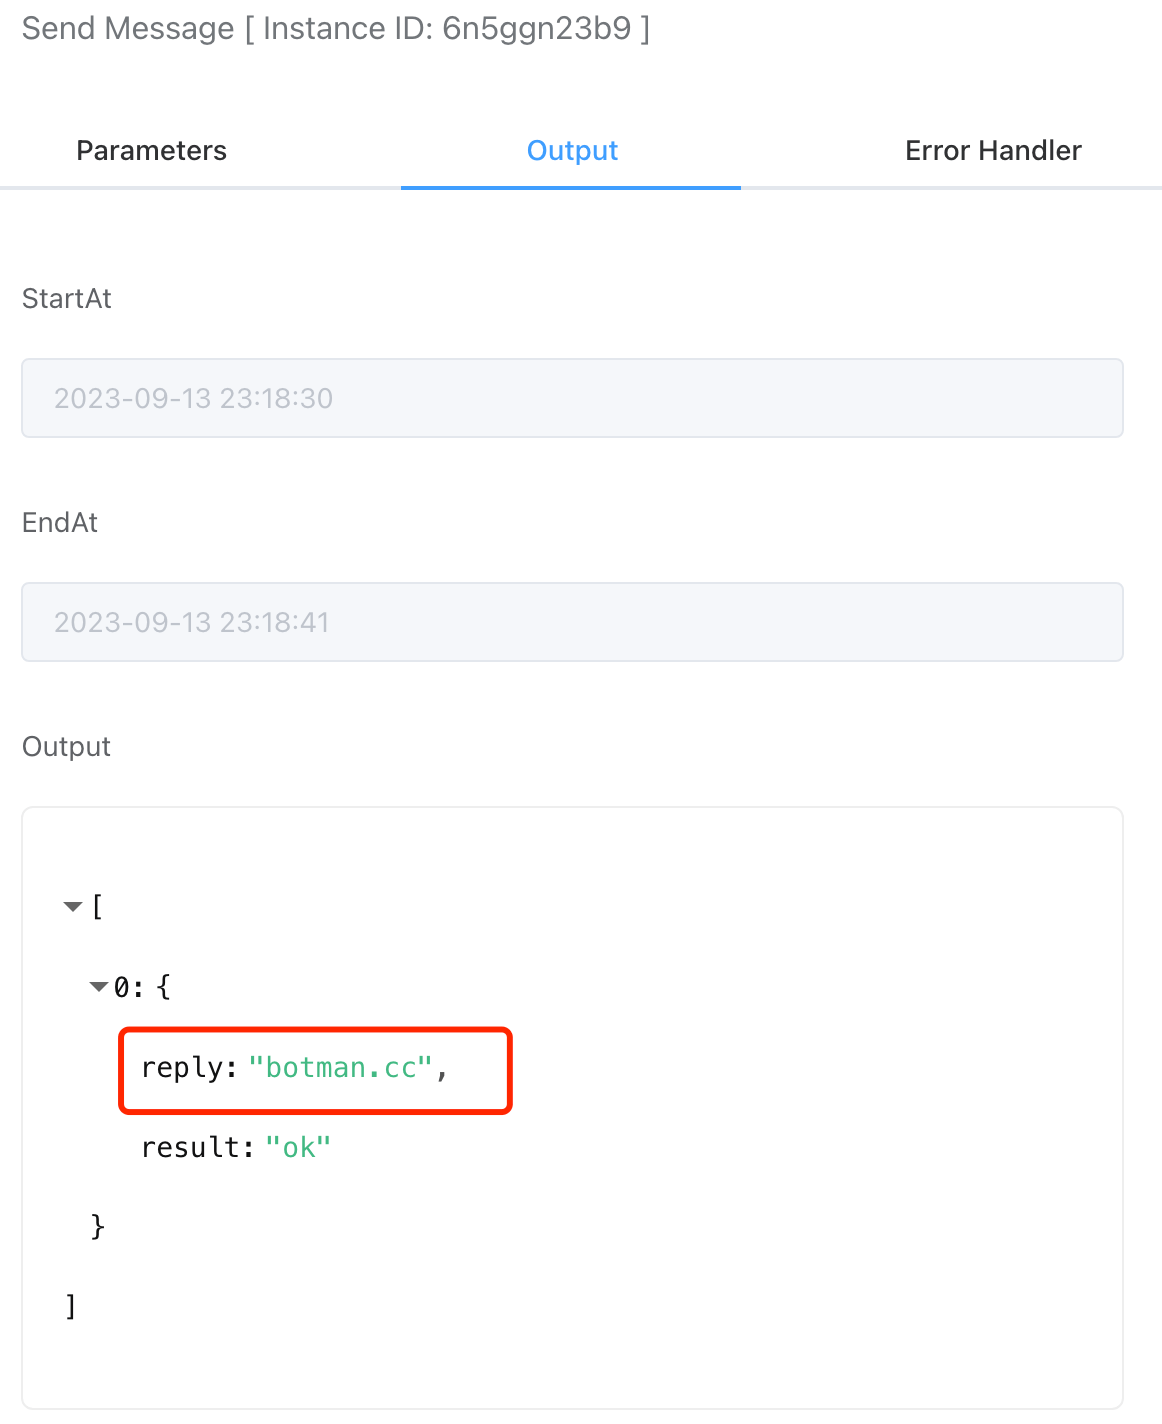 Send Message [ Instance ID: 6n5ggn23b9 ]
Parameters Output Error Handler
StartAt
2023-09-13 23:18:30
EndAt
2023-09-13 23:18:41
Output
[
0: {
reply: "botman.cc",
result: "ok"
}
]